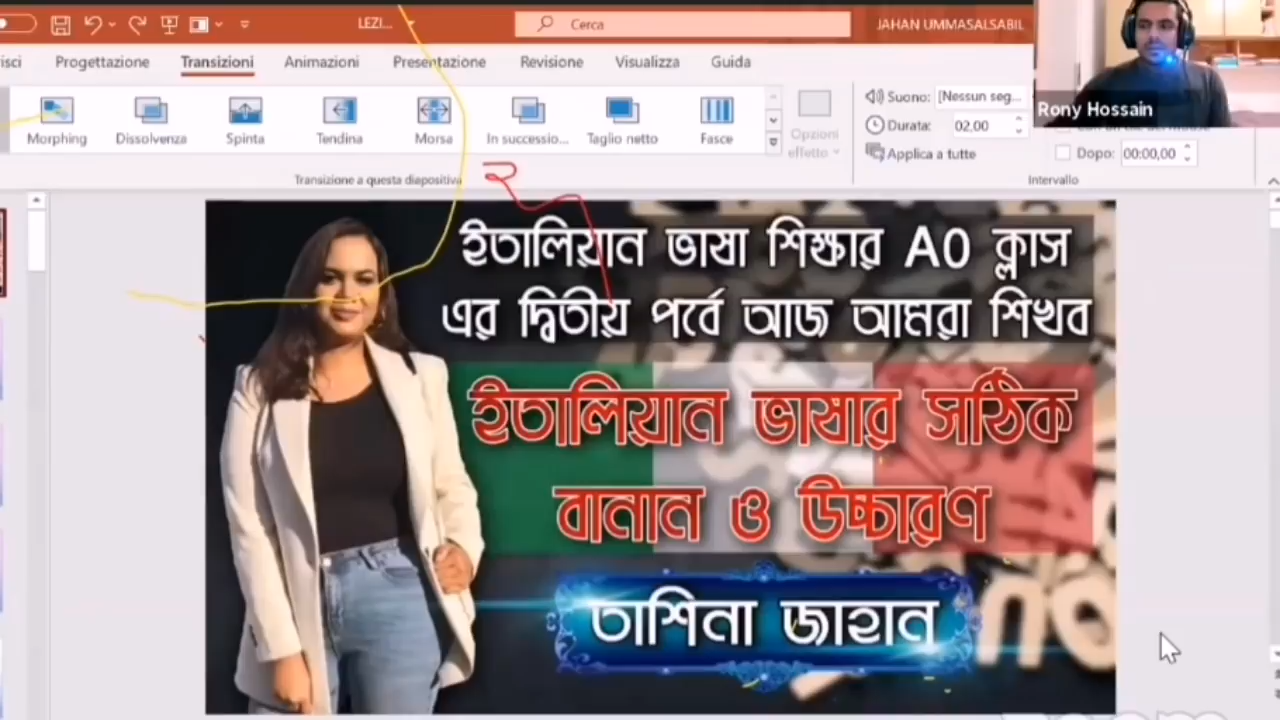 LEZI...
Cerca
JAHAN UMMASALSABIL
Progettazione Transizioni Animazioni Presentazione Revisione Visualizza Guida
Morphing Dissolvenza Spinta Tendina Morsa In successio... Taglio netto Fasce
Opzioni effetto
Suono: [Nessun seg...
Durata: 02,00
Applica a tutte
Dopo: 00:00,00
Transizione a questa diapositiva
Intervallo
Rony Hossain
ইতালিয়ান ভাষা শিক্ষার A0 ক্লাস
এর দ্বিতীয় পর্বে আজ আমরা শিখব
ইতালিয়ান ভাষার সঠিক
বানান ও উচ্চারণ
তাশিনা জাহান